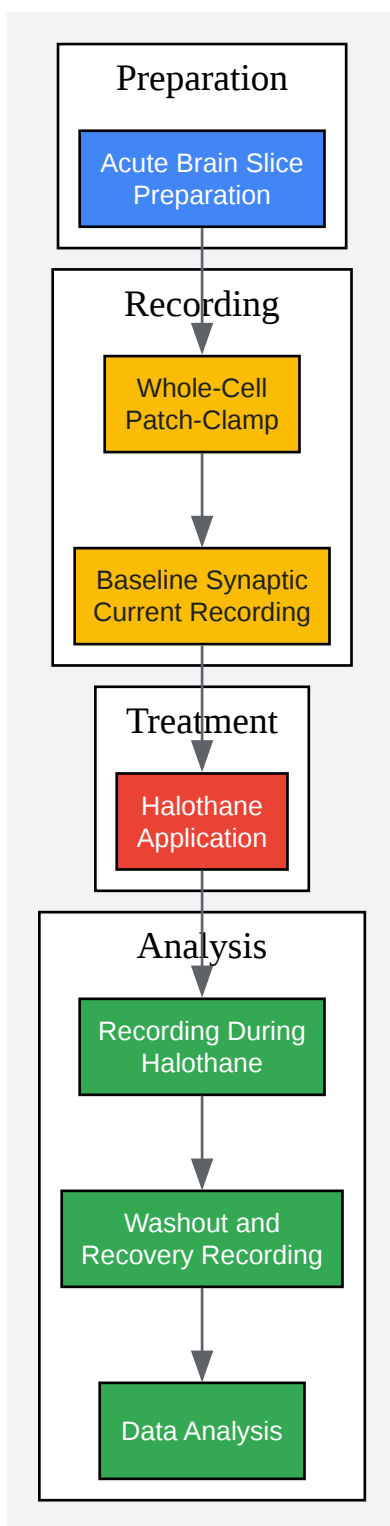 Preparation
Acute Brain Slice
Preparation
Recording
Whole-Cell
Patch-Clamp
Baseline Synaptic
Current Recording
Treatment
Halothane
Application
Analysis
Recording During
Halothane
Washout and
Recovery Recording
Data Analysis